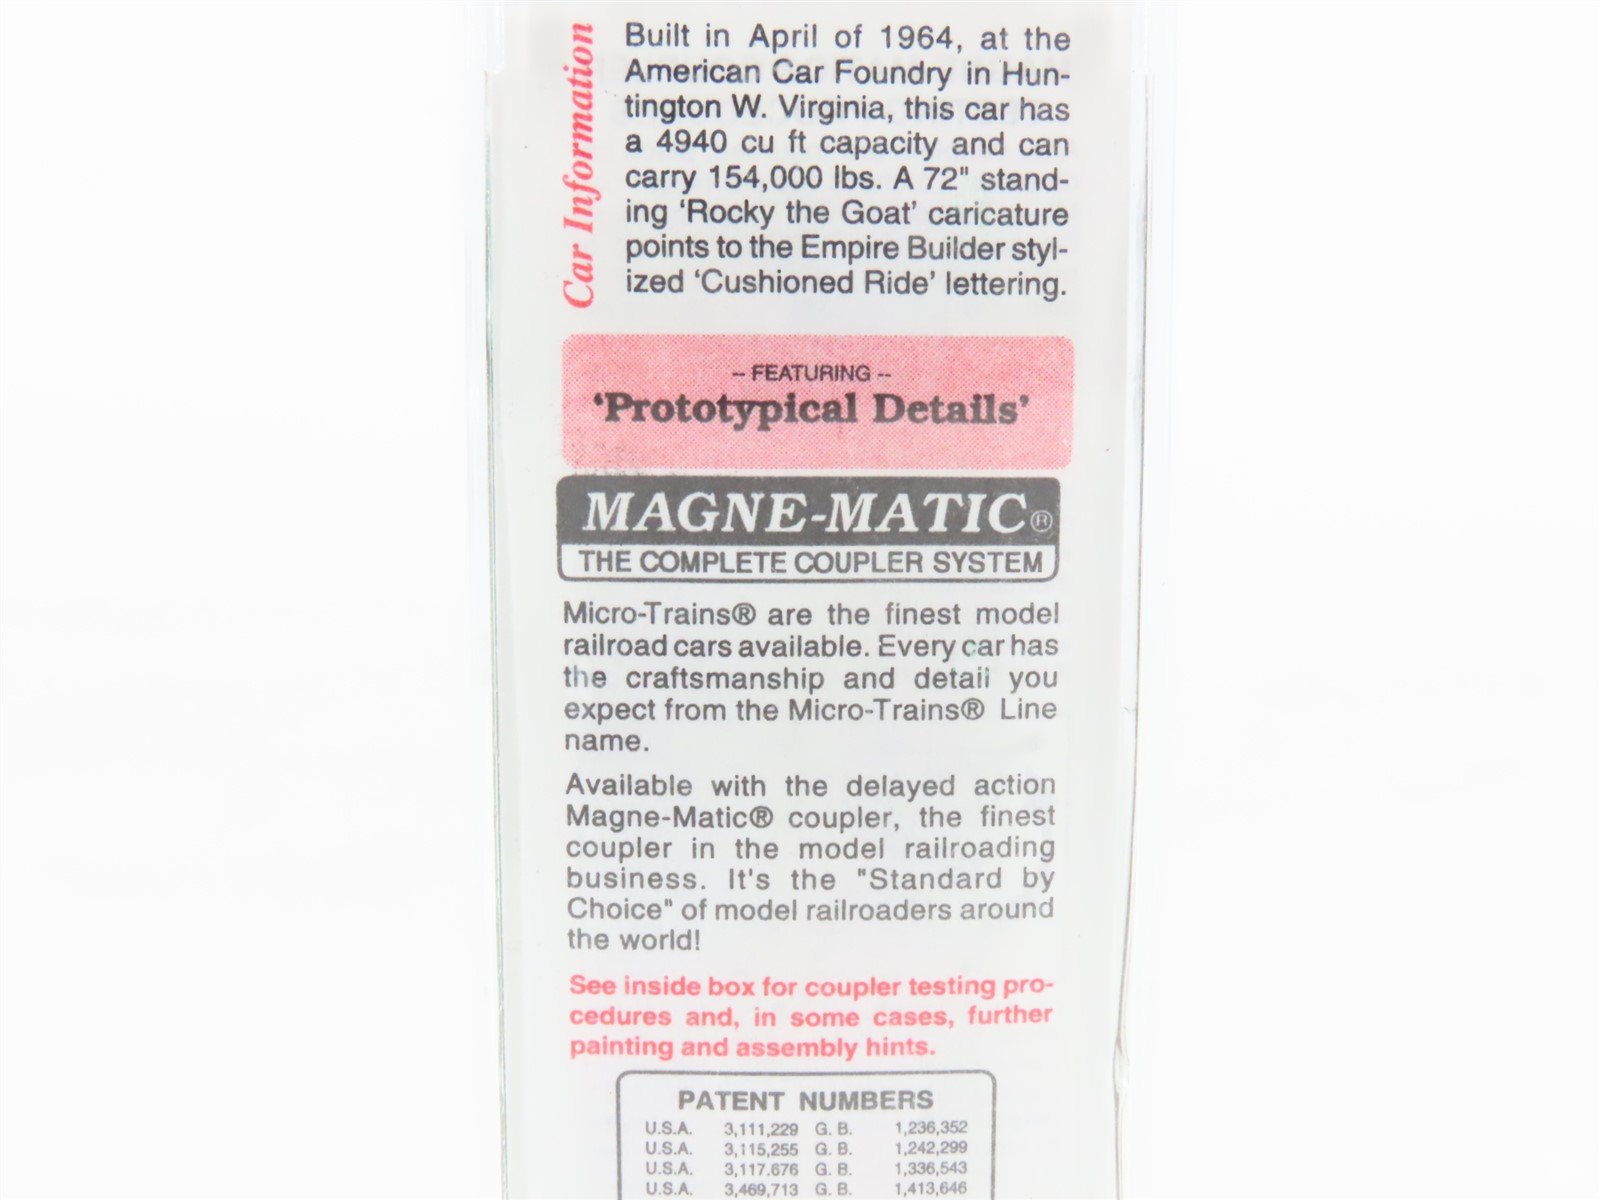 Car Information
Built in April of 1964, at the
American Car Foundry in Hun-
tington W. Virginia, this car has
a 4940 cu ft capacity and can
carry 154,000 lbs. A 72" stand-
ing ‘Rocky the Goat’ caricature
points to the Empire Builder styl-
ized ‘Cushioned Ride’ lettering.
-- FEATURING --
‘Prototypical Details’
MAGNE-MATIC®
THE COMPLETE COUPLER SYSTEM
Micro-Trains® are the finest model
railroad cars available. Every car has
the craftsmanship and detail you
expect from the Micro-Trains® Line
name.
Available with the delayed action
Magne-Matic® coupler, the finest
coupler in the model railroading
business. It's the "Standard by
Choice" of model railroaders around
the world!
See inside box for coupler testing pro-
cedures and, in some cases, further
painting and assembly hints.
PATENT NUMBERS
U.S.A. 3,111,229 G. B. 1,236,352
U.S.A. 3,115,255 G. B. 1,242,299
U.S.A. 3,117.676 G. B. 1,336,543
U.S.A. 3,469,713 G. B. 1,413,646